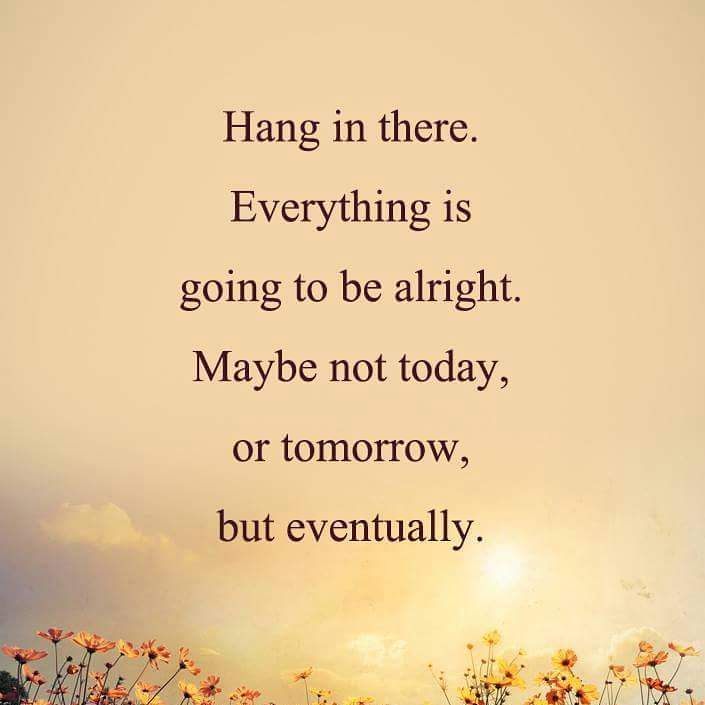 Hang in there.
Everything is
going to be alright.
Maybe not today,
or tomorrow,
but eventually.